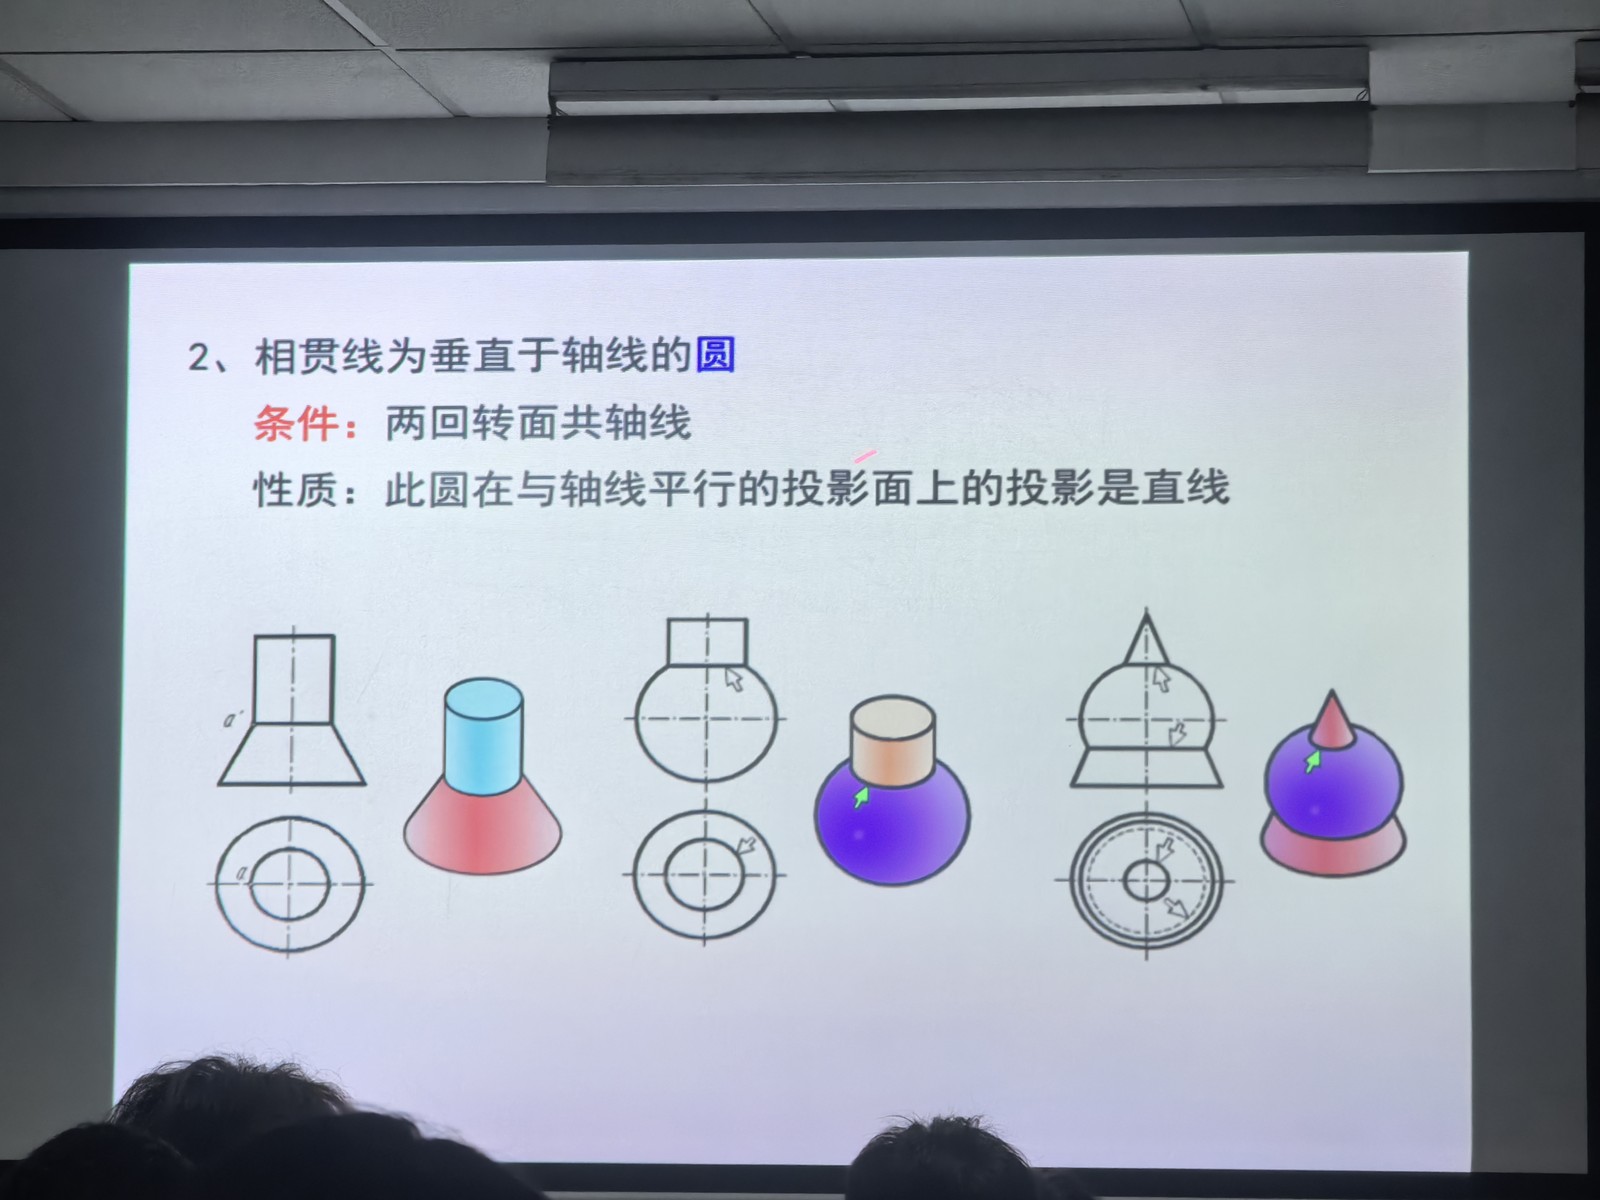 2、相贯线为垂直于轴线的圆
条件：两回转面共轴线
性质：此圆在与轴线平行的投影面上的投影是直线
a′
a